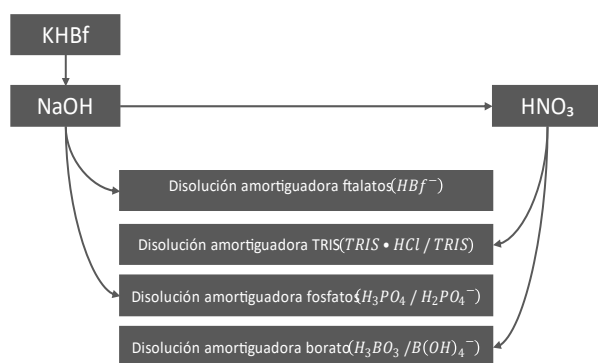 KHBf
NaOH
HNO₃
Disolución amortiguadora ftalatos(HBf⁻)
Disolución amortiguadora TRIS(TRIS • HCl / TRIS)
Disolución amortiguadora fosfatos(H₃PO₄ / H₂PO₄⁻)
Disolución amortiguadora borato(H₃BO₃ /B(OH)₄⁻)